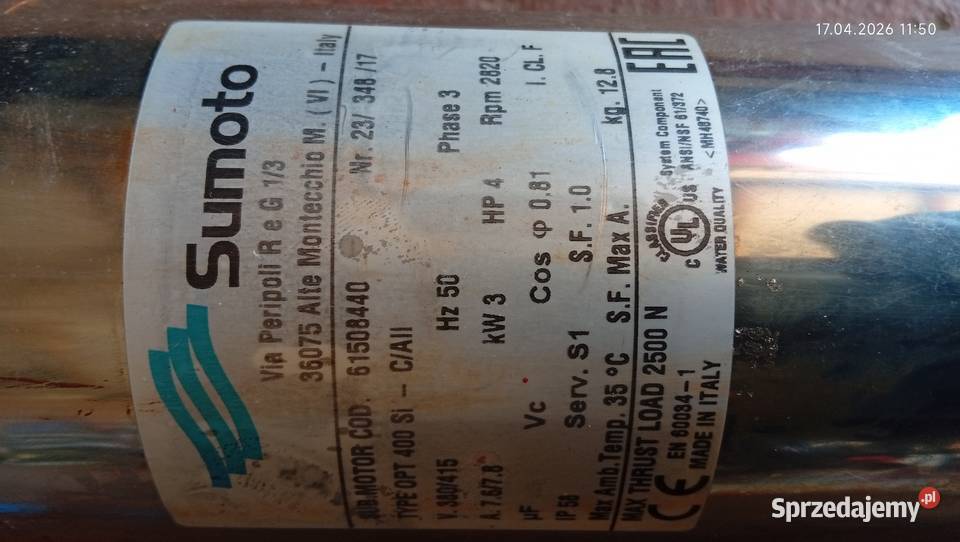 17.04.2026 11:50
Sumoto
Via Peripoli R e G 1/3
36075 Alte Montecchio M. (VI) – Italy
SUB.MOTOR COD. 61508440 Nr. 23/ 348 /17
TYPE OPT 400 Si – C/All
V. 380/415 Hz 50 Phase 3
A. 7.6/7.8 kW 3 HP 4 Rpm 2820
µF Vc Cos φ 0.81 I. CL. F
IP 58 Serv. S1 S.F. 1.0
Max Amb.Temp. 35 °C S.F. Max A. kg. 12.8
MAX THRUST LOAD 2500 N
CE EN 60034–1
MADE IN ITALY
CLASSIFIED
C UL US
WATER QUALITY
System Component
ANSI/NSF 61/372
<MH48740>
EAC
Sprzedajemy.pl